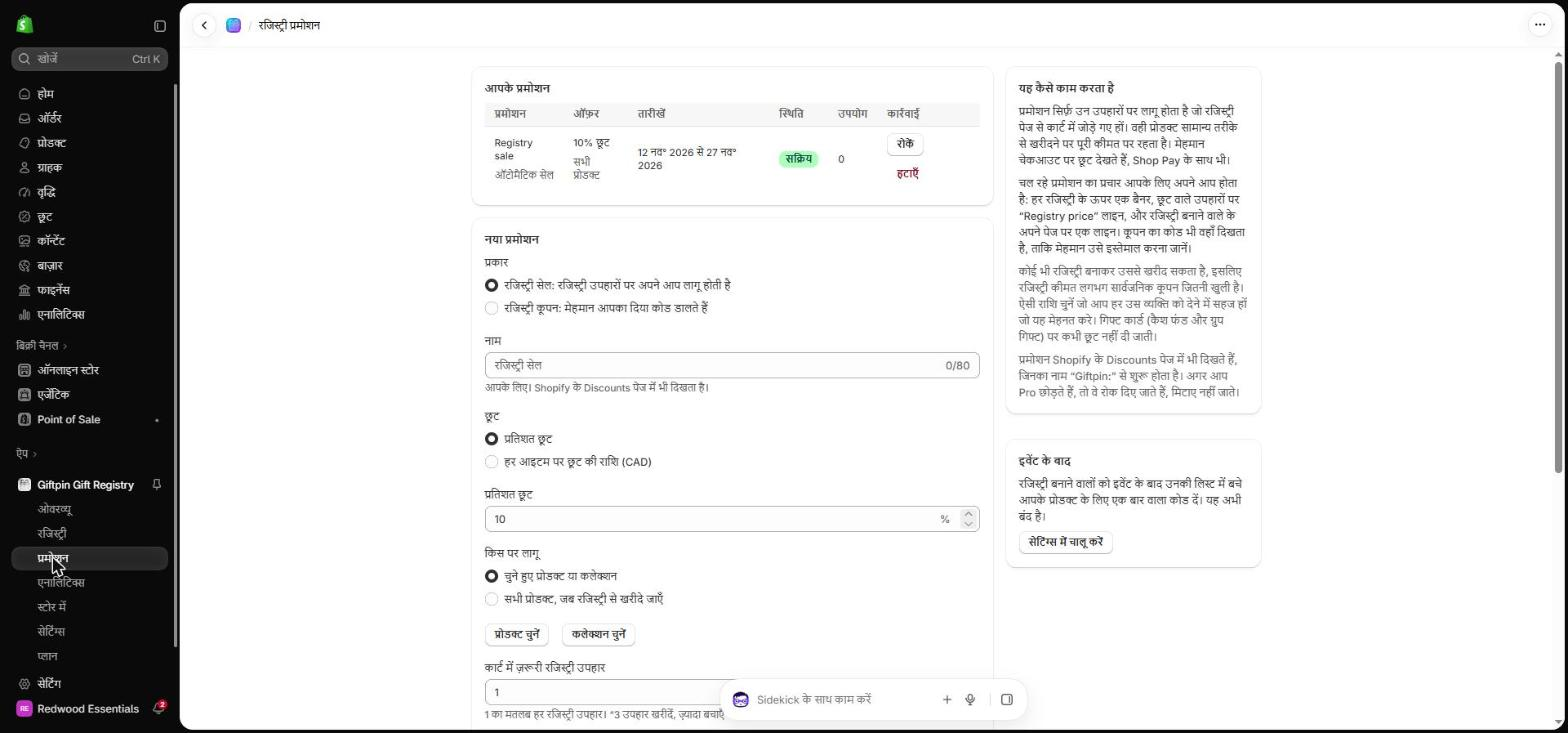 खोजें
Ctrl K
होम
ऑर्डर
प्रोडक्ट
ग्राहक
वृद्धि
छूट
कॉन्टेंट
बाज़ार
फाइनेंस
एनालिटिक्स
बिक्री चैनल
ऑनलाइन स्टोर
एजेंटिक
Point of Sale
ऐप
Giftpin Gift Registry
ओवरव्यू
रजिस्ट्री
प्रमोशन
एनालिटिक्स
स्टोर में
सेटिंग्स
प्लान
सेटिंग
RE
Redwood Essentials
2
/ रजिस्ट्री प्रमोशन
आपके प्रमोशन
प्रमोशन ऑफ़र तारीखें स्थिति उपयोग कार्रवाई
Registry
sale
ऑटोमैटिक सेल
10% छूट
सभी
प्रोडक्ट
12 नव॰ 2026 से 27 नव॰
2026
सक्रिय
0
रोकें
हटाएँ
नया प्रमोशन
प्रकार
रजिस्ट्री सेल: रजिस्ट्री उपहारों पर अपने आप लागू होती है
रजिस्ट्री कूपन: मेहमान आपका दिया कोड डालते हैं
नाम
रजिस्ट्री सेल
0/80
आपके लिए। Shopify के Discounts पेज में भी दिखता है।
छूट
प्रतिशत छूट
हर आइटम पर छूट की राशि (CAD)
प्रतिशत छूट
10
%
किस पर लागू
चुने हुए प्रोडक्ट या कलेक्शन
सभी प्रोडक्ट, जब रजिस्ट्री से खरीदे जाएँ
प्रोडक्ट चुनें
कलेक्शन चुनें
कार्ट में ज़रूरी रजिस्ट्री उपहार
1
1 का मतलब हर रजिस्ट्री उपहार। "3 उपहार खरीदें, ज़्यादा बचाएँ
Sidekick के साथ काम करें
यह कैसे काम करता है
प्रमोशन सिर्फ़ उन उपहारों पर लागू होता है जो रजिस्ट्री
पेज से कार्ट में जोड़े गए हों। वही प्रोडक्ट सामान्य तरीके
से खरीदने पर पूरी कीमत पर रहता है। मेहमान
चेकआउट पर छूट देखते हैं, Shop Pay के साथ भी।
चल रहे प्रमोशन का प्रचार आपके लिए अपने आप होता
है: हर रजिस्ट्री के ऊपर एक बैनर, छूट वाले उपहारों पर
“Registry price” लाइन, और रजिस्ट्री बनाने वाले के
अपने पेज पर एक लाइन। कूपन का कोड भी वहाँ दिखता
है, ताकि मेहमान उसे इस्तेमाल करना जानें।
कोई भी रजिस्ट्री बनाकर उससे खरीद सकता है, इसलिए
रजिस्ट्री कीमत लगभग सार्वजनिक कूपन जितनी खुली है।
ऐसी राशि चुनें जो आप हर उस व्यक्ति को देने में सहज हों
जो यह मेहनत करे। गिफ्ट कार्ड (कैश फंड और ग्रुप
गिफ्ट) पर कभी छूट नहीं दी जाती।
प्रमोशन Shopify के Discounts पेज में भी दिखते हैं,
जिनका नाम “Giftpin:” से शुरू होता है। अगर आप
Pro छोड़ते हैं, तो वे रोक दिए जाते हैं, मिटाए नहीं जाते।
इवेंट के बाद
रजिस्ट्री बनाने वालों को इवेंट के बाद उनकी लिस्ट में बचे
आपके प्रोडक्ट के लिए एक बार वाला कोड दें। यह अभी
बंद है।
सेटिंग्स में चालू करें